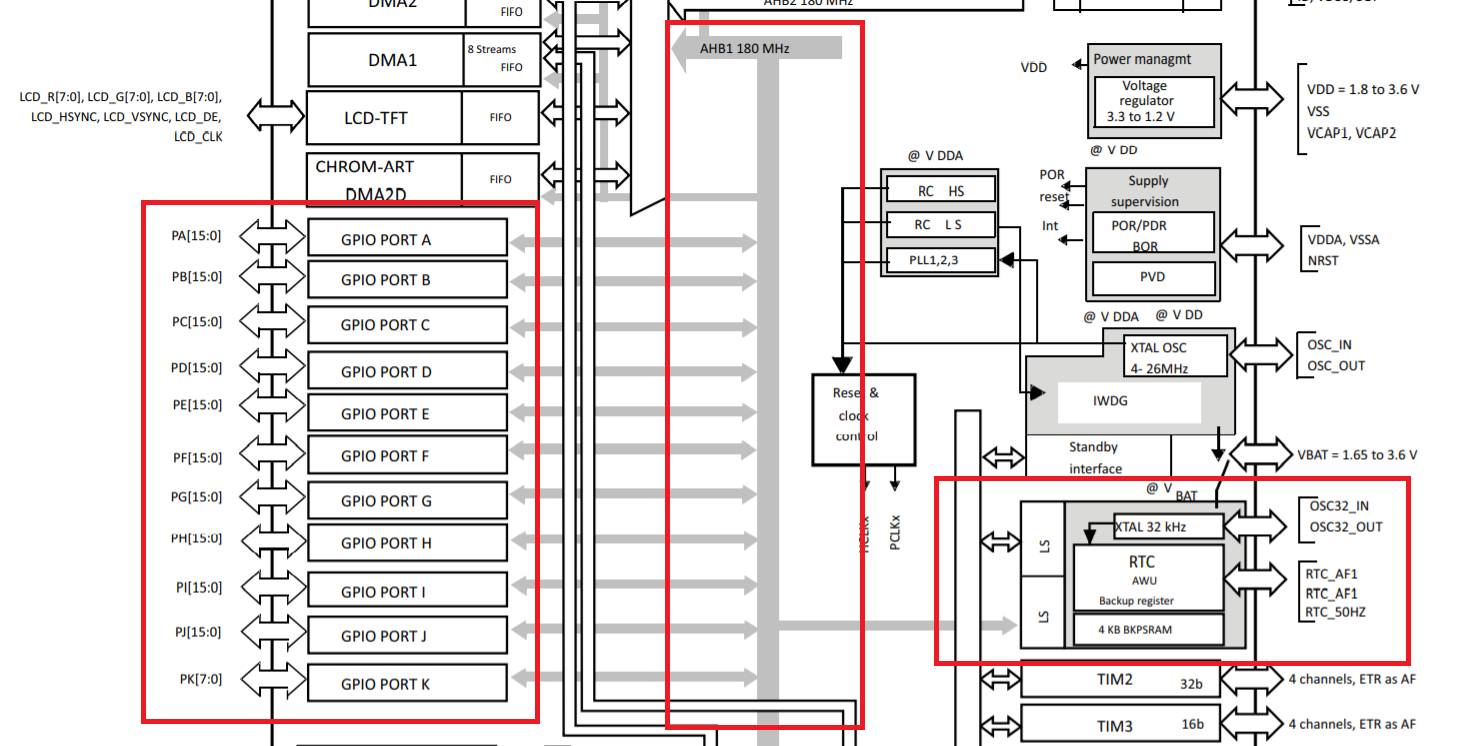 DMA2
FIFO
AHB2 180 MHz
DMA1
8 Streams
FIFO
AHB1 180 MHz
LCD_R[7:0], LCD_G[7:0], LCD_B[7:0],
LCD_HSYNC, LCD_VSYNC, LCD_DE,
LCD_CLK
LCD-TFT
FIFO
CHROM-ART
DMA2D
FIFO
PA[15:0]
GPIO PORT A
PB[15:0]
GPIO PORT B
PC[15:0]
GPIO PORT C
PD[15:0]
GPIO PORT D
PE[15:0]
GPIO PORT E
PF[15:0]
GPIO PORT F
PG[15:0]
GPIO PORT G
PH[15:0]
GPIO PORT H
PI[15:0]
GPIO PORT I
PJ[15:0]
GPIO PORT J
PK[7:0]
GPIO PORT K
VDD
Power managmt
Voltage
regulator
3.3 to 1.2 V
VDD = 1.8 to 3.6 V
VSS
VCAP1, VCAP2
@ V DD
@ V DDA
RC HS
RC L S
PLL1,2,3
POR
reset
Int
Supply
supervision
POR/PDR
BOR
PVD
VDDA, VSSA
NRST
@ V DDA
@ V DD
XTAL OSC
4- 26MHz
OSC_IN
OSC_OUT
IWDG
Reset &
clock
control
HCLKx
PCLKx
Standby
interface
VBAT = 1.65 to 3.6 V
@ V BAT
LS
LS
XTAL 32 kHz
OSC32_IN
OSC32_OUT
RTC
AWU
Backup register
RTC_AF1
RTC_AF1
RTC_50HZ
4 KB BKPSRAM
TIM2
32b
4 channels, ETR as AF
TIM3
16b
4 channels, ETR as AF